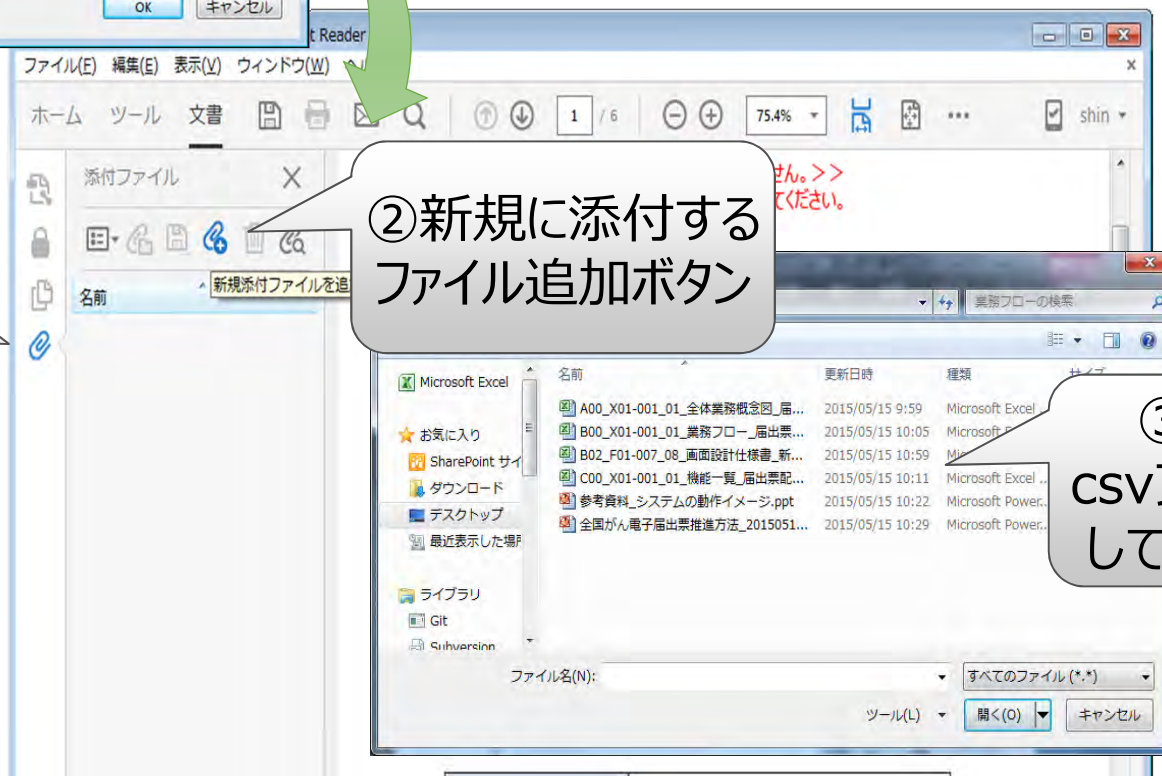 OK キャンセル
t Reader
ファイル(F) 編集(E) 表示(V) ウィンドウ(W)
ホーム ツール 文書 1 / 6 75.4% shin
添付ファイル
せん。>>
てください。
②新規に添付する
ファイル追加ボタン
新規添付ファイルを追
名前
業務フローの検索
Microsoft Excel
お気に入り
SharePoint サイ
ダウンロード
デスクトップ
最近表示した場所
ライブラリ
Git
Subversion
名前 更新日時 種類 サイズ
A00_X01-001_01_全体業務概念図_届... 2015/05/15 9:59 Microsoft Excel
B00_X01-001_01_業務フロー_届出票... 2015/05/15 10:05 Microsoft
B02_F01-007_08_画面設計仕様書_新... 2015/05/15 10:59
C00_X01-001_01_機能一覧_届出票配... 2015/05/15 10:11 Microsoft Excel ...
参考資料_システムの動作イメージ.ppt 2015/05/15 10:22 Microsoft Power...
全国がん電子届出票推進方法_2015051... 2015/05/15 10:29 Microsoft Power...
csv
して
ファイル名(N): すべてのファイル (*.*)
ツール(L) 開く(O) キャンセル